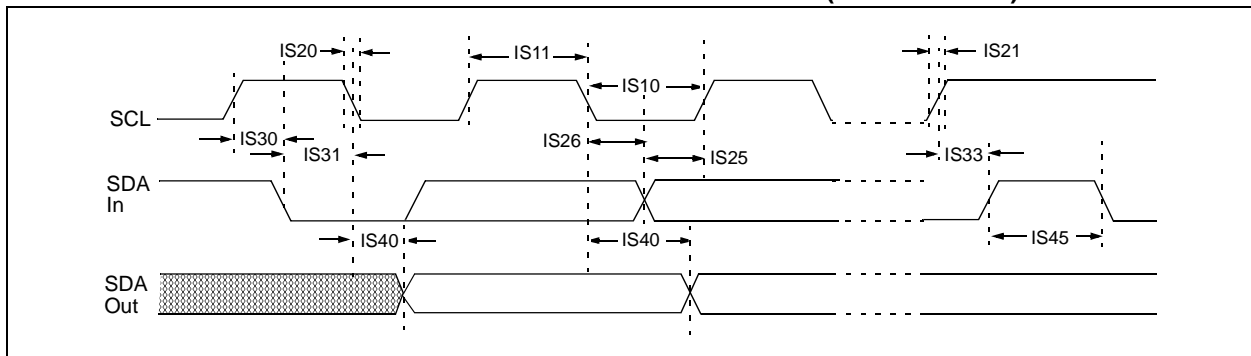 IS20
IS11
IS21
IS10
SCL
IS30
IS31
IS26
IS25
IS33
SDA
In
IS40
IS40
IS45
SDA
Out